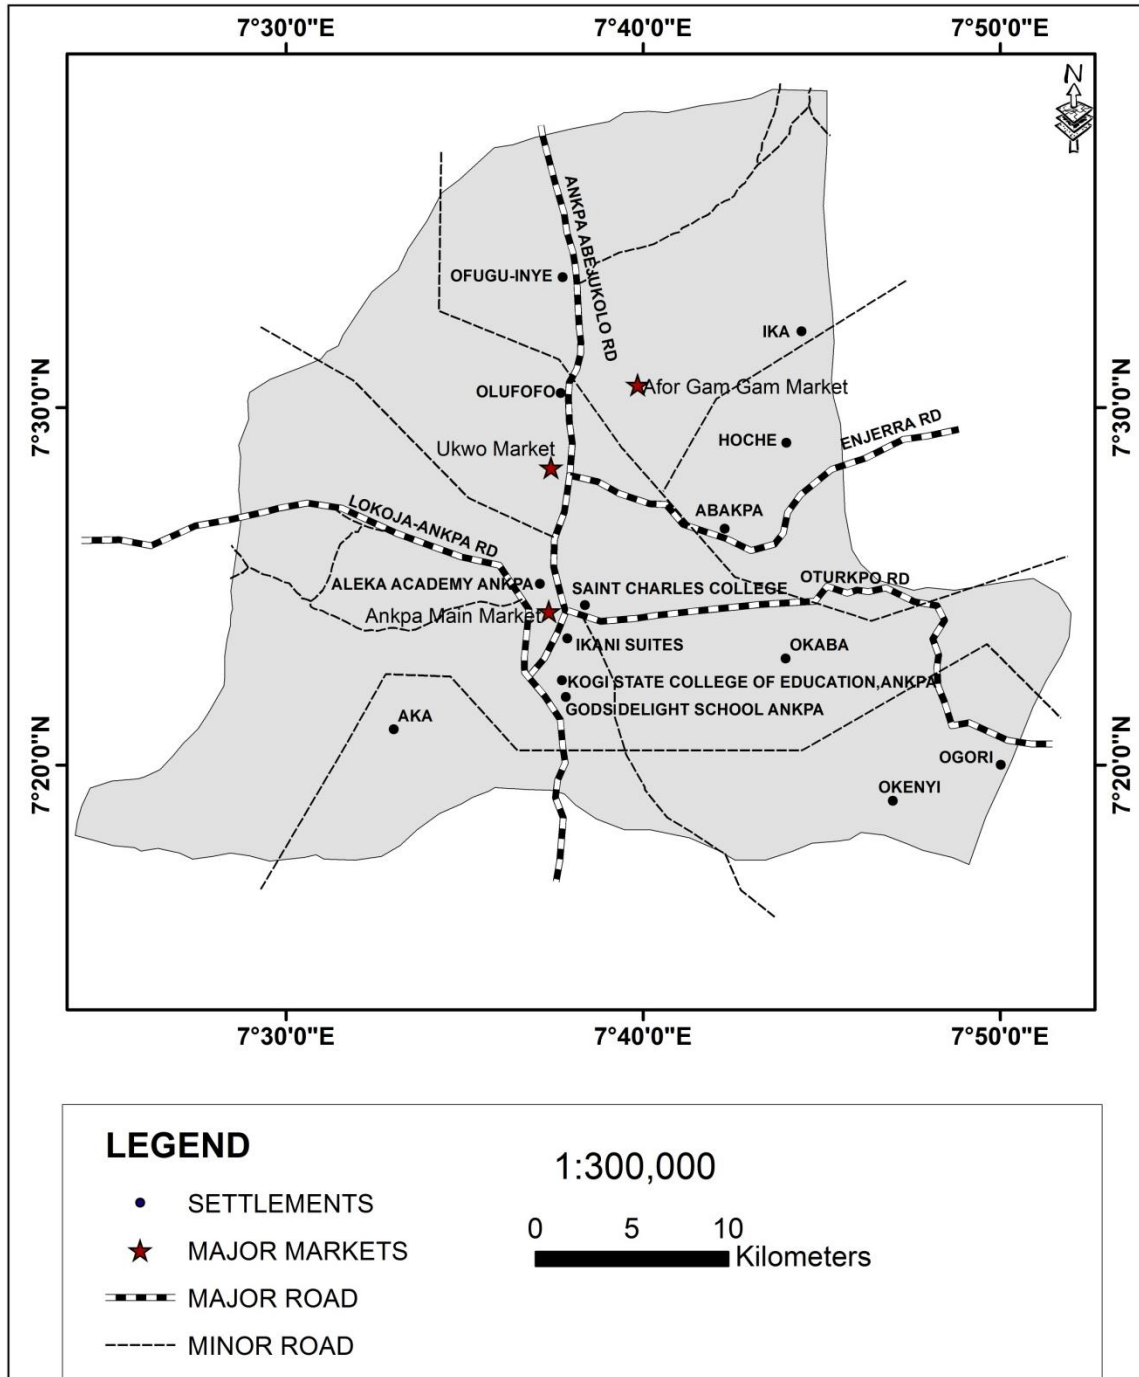 7°30'0"E 7°40'0"E 7°50'0"E
N
ANKPA ABEJUKOLO RD
OFUGU-INYE
IKA
Afor Gam Gam Market
OLUFOFO
7°30'0"N 7°30'0"N
HOCHE
ENJERRA RD
Ukwo Market
LOKOJA-ANKPA RD
ABAKPA
OTURKPO RD
ALEKA ACADEMY ANKPA
SAINT CHARLES COLLEGE
Ankpa Main Market
IKANI SUITES
OKABA
KOGI STATE COLLEGE OF EDUCATION,ANKPA
GODSIDELIGHT SCHOOL ANKPA
AKA
OGORI
7°20'0"N 7°20'0"N
OKENYI
7°30'0"E 7°40'0"E 7°50'0"E
LEGEND
SETTLEMENTS
MAJOR MARKETS
MAJOR ROAD
MINOR ROAD
1:300,000
0 5 10
Kilometers